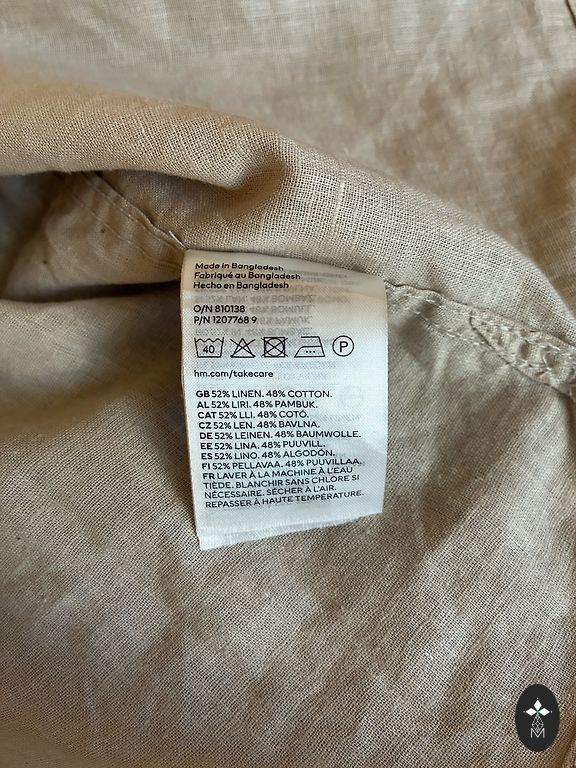 Made in Bangladesh
Fabriqué au Bangladesh
Hecho en Bangladesh
O/N 810138
P/N 1207768 9
40
P
hm.com/takecare
GB 52% LINEN. 48% COTTON.
AL 52% LIRI. 48% PAMBUK.
CAT 52% LLI. 48% COTÓ.
CZ 52% LEN. 48% BAVLNA.
DE 52% LEINEN. 48% BAUMWOLLE.
EE 52% LINA. 48% PUUVILL.
ES 52% LINO. 48% ALGODÓN.
FI 52% PELLAVAA. 48% PUUVILLAA.
FR LAVER À LA MACHINE À L'EAU
TIÈDE. BLANCHIR SANS CHLORE SI
NÉCESSAIRE. SÉCHER À L'AIR.
REPASSER À HAUTE TEMPÉRATURE.
M